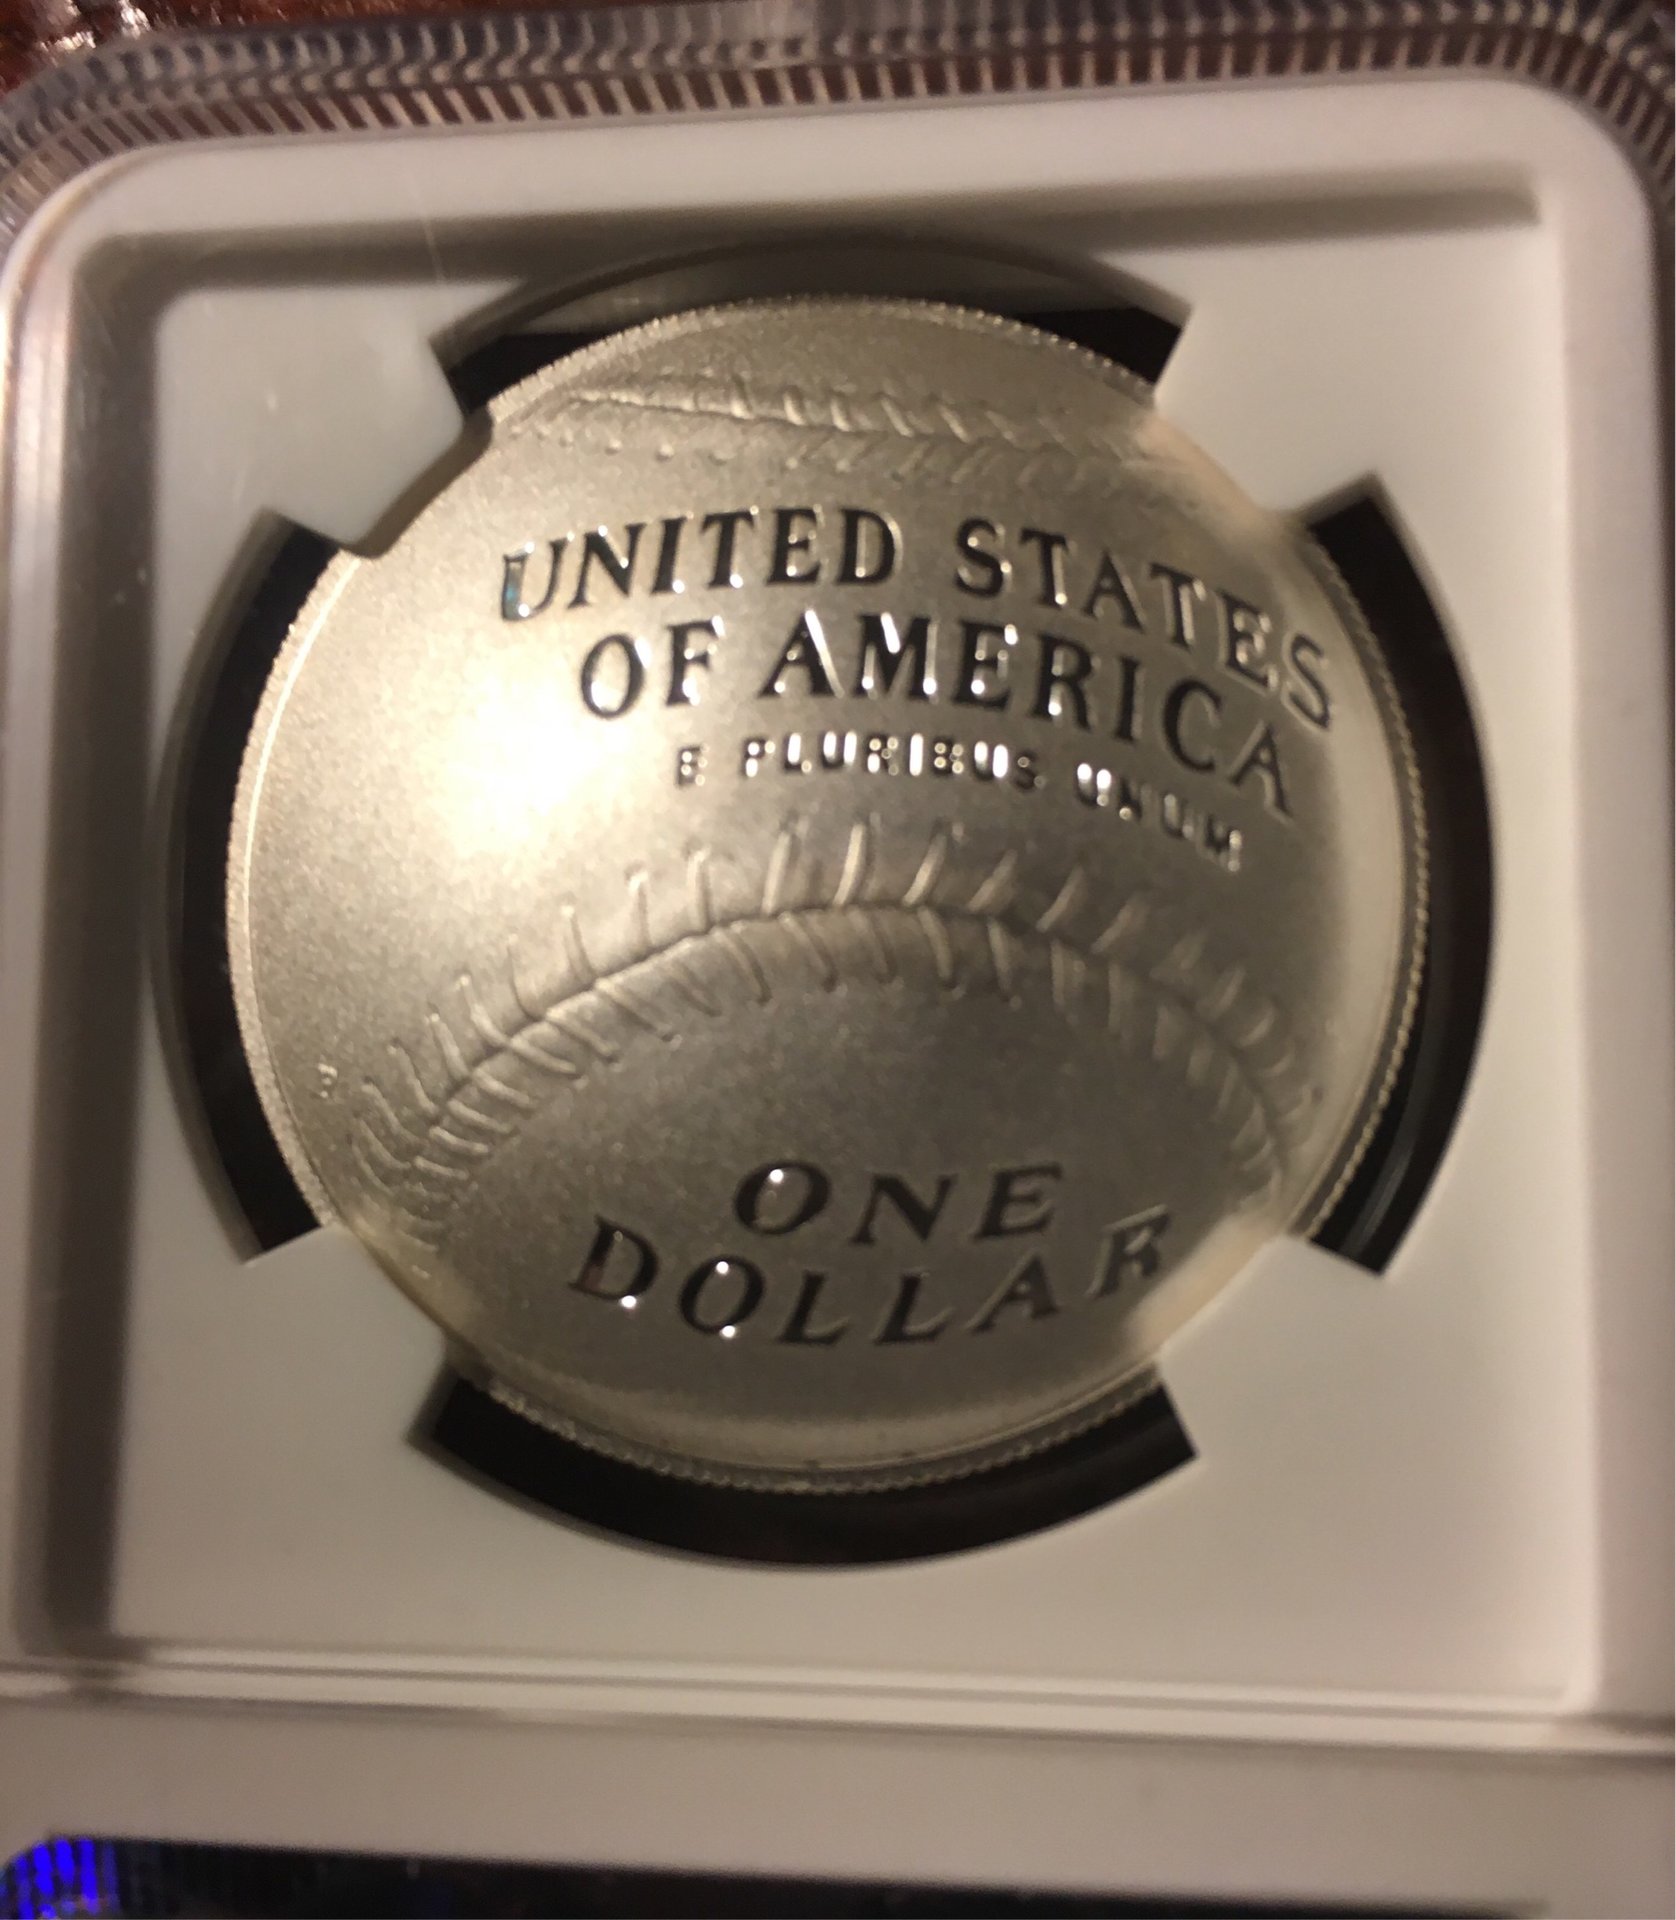 UNITED STATES
OF AMERICA
E PLURIBUS UNUM
P
ONE
DOLLAR